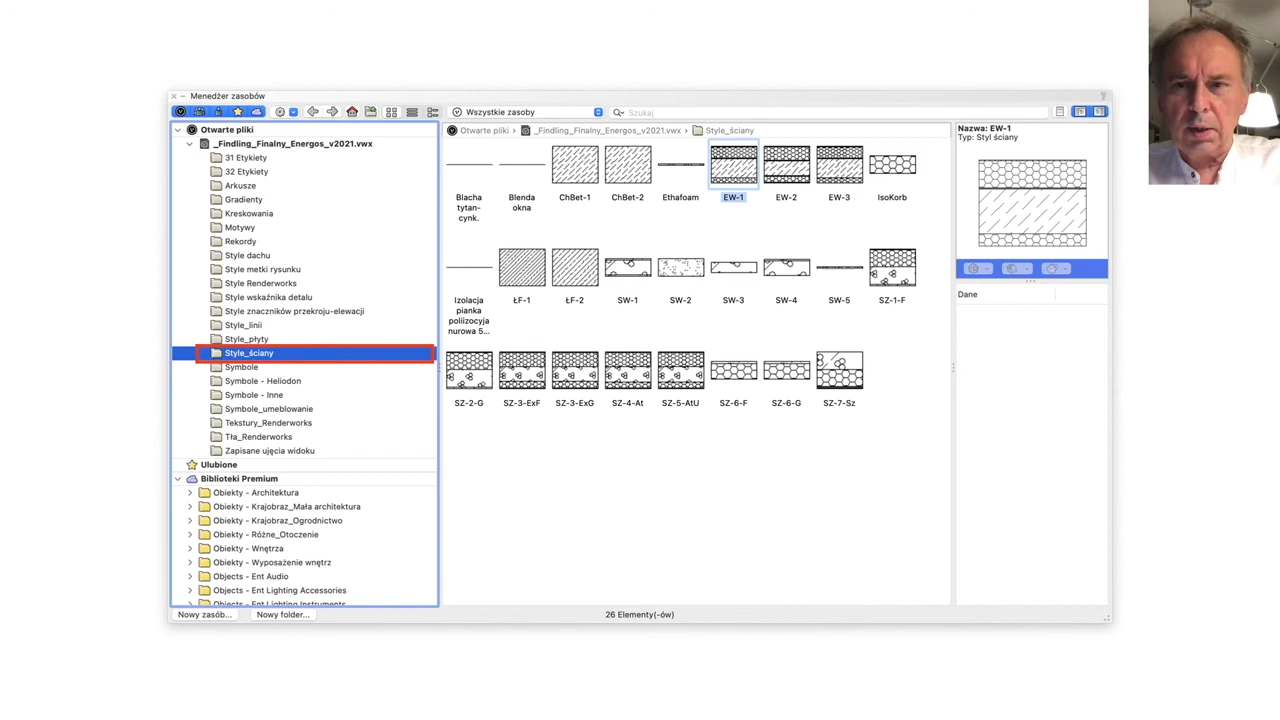 Menedżer zasobów
Wszystkie zasoby
Szukaj
Otwarte pliki
_Findling_Finalny_Energos_v2021.vwx
31 Etykiety
32 Etykiety
Arkusze
Gradienty
Kreskowania
Motywy
Rekordy
Style dachu
Style metki rysunku
Style Renderworks
Style wskaźnika detalu
Style znaczników przekroju-elewacji
Style_linii
Style_płyty
Style_ściany
Symbole
Symbole - Heliodon
Symbole - Inne
Symbole_umeblowanie
Tekstury_Renderworks
Tła_Renderworks
Zapisane ujęcia widoku
Ulubione
Biblioteki Premium
Obiekty - Architektura
Obiekty - Krajobraz_Mała architektura
Obiekty - Krajobraz_Ogrodnictwo
Obiekty - Różne_Otoczenie
Obiekty - Wnętrza
Obiekty - Wyposażenie wnętrz
Objects - Ent Audio
Objects - Ent Lighting Accessories
Objects - Ent Lighting Instruments
Nowy zasób... Nowy folder...
Otwarte pliki › _Findling_Finalny_Energos_v2021.vwx › Style_ściany
Blacha tytan-cynk. Blenda okna ChBet-1 ChBet-2 Ethafoam EW-1 EW-2 EW-3 IsoKorb
Izolacja pianka poliizocyjanurowa 5... ŁF-1 ŁF-2 SW-1 SW-2 SW-3 SW-4 SW-5 SZ-1-F
SZ-2-G SZ-3-ExF SZ-3-ExG SZ-4-At SZ-5-AtU SZ-6-F SZ-6-G SZ-7-Sz
26 Elementy(-ów)
Nazwa: EW-1
Typ: Styl ściany
Dane